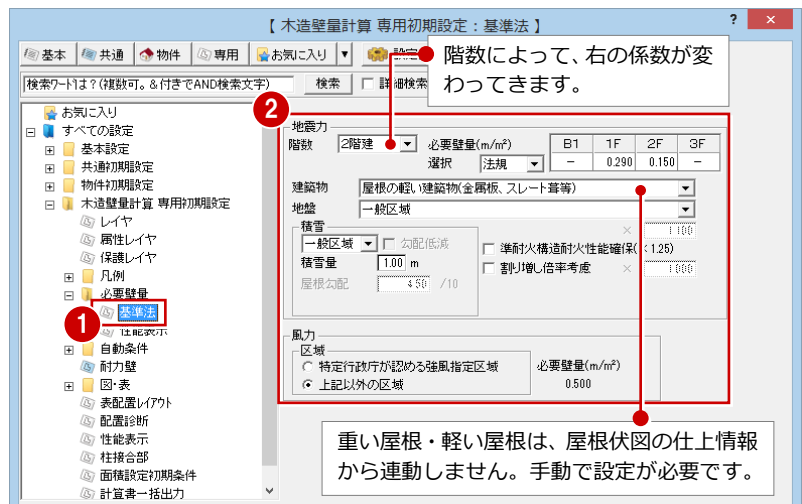 【 木造壁量計算 専用初期設定：基準法 】
? ×
基本 共通 物件 専用 お気に入り ▼ 設定
階数によって、右の係数が変
わってきます。
検索ワードは？(複数可。&付きでAND検索文字) 検索 詳細検索
お気に入り
すべての設定
基本設定
共通初期設定
物件初期設定
木造壁量計算 専用初期設定
レイヤ
属性レイヤ
保護レイヤ
凡例
必要壁量
1 基準法
性能表示
自動条件
耐力壁
図・表
表配置レイアウト
配置診断
性能表示
柱接合部
面積設定初期条件
計算書一括出力
2
地震力
階数 2階建 必要壁量(m/m²) B1 1F 2F 3F
選択 法規 － 0.290 0.150 －
建築物 屋根の軽い建築物(金属板、スレート葺等)
地盤 一般区域
積雪
一般区域 勾配低減
積雪量 1.00 m
屋根勾配 4.50 /10
×
準耐火構造耐火性能確保(×1.25)
割り増し倍率考慮 ×
風力
区域
特定行政庁が認める強風指定区域
上記以外の区域
必要壁量(m/m²)
0.500
重い屋根・軽い屋根は、屋根伏図の仕上情報
から連動しません。手動で設定が必要です。